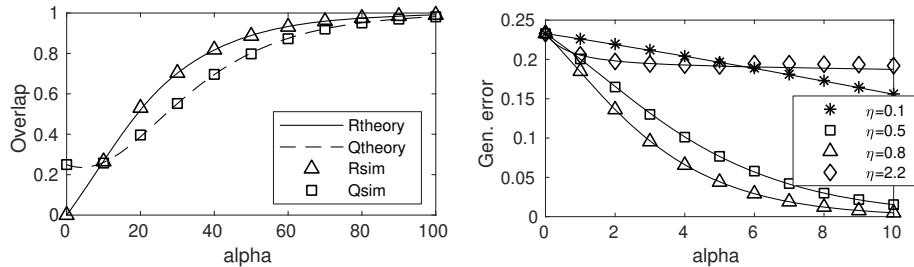 Overlap
1
0.8
0.6
0.4
0.2
0
0 20 40 60 80 100
alpha
Rtheory
Qtheory
Rsim
Qsim
Gen. error
0.25
0.2
0.15
0.1
0.05
0
0 2 4 6 8 10
alpha
η=0.1
η=0.5
η=0.8
η=2.2